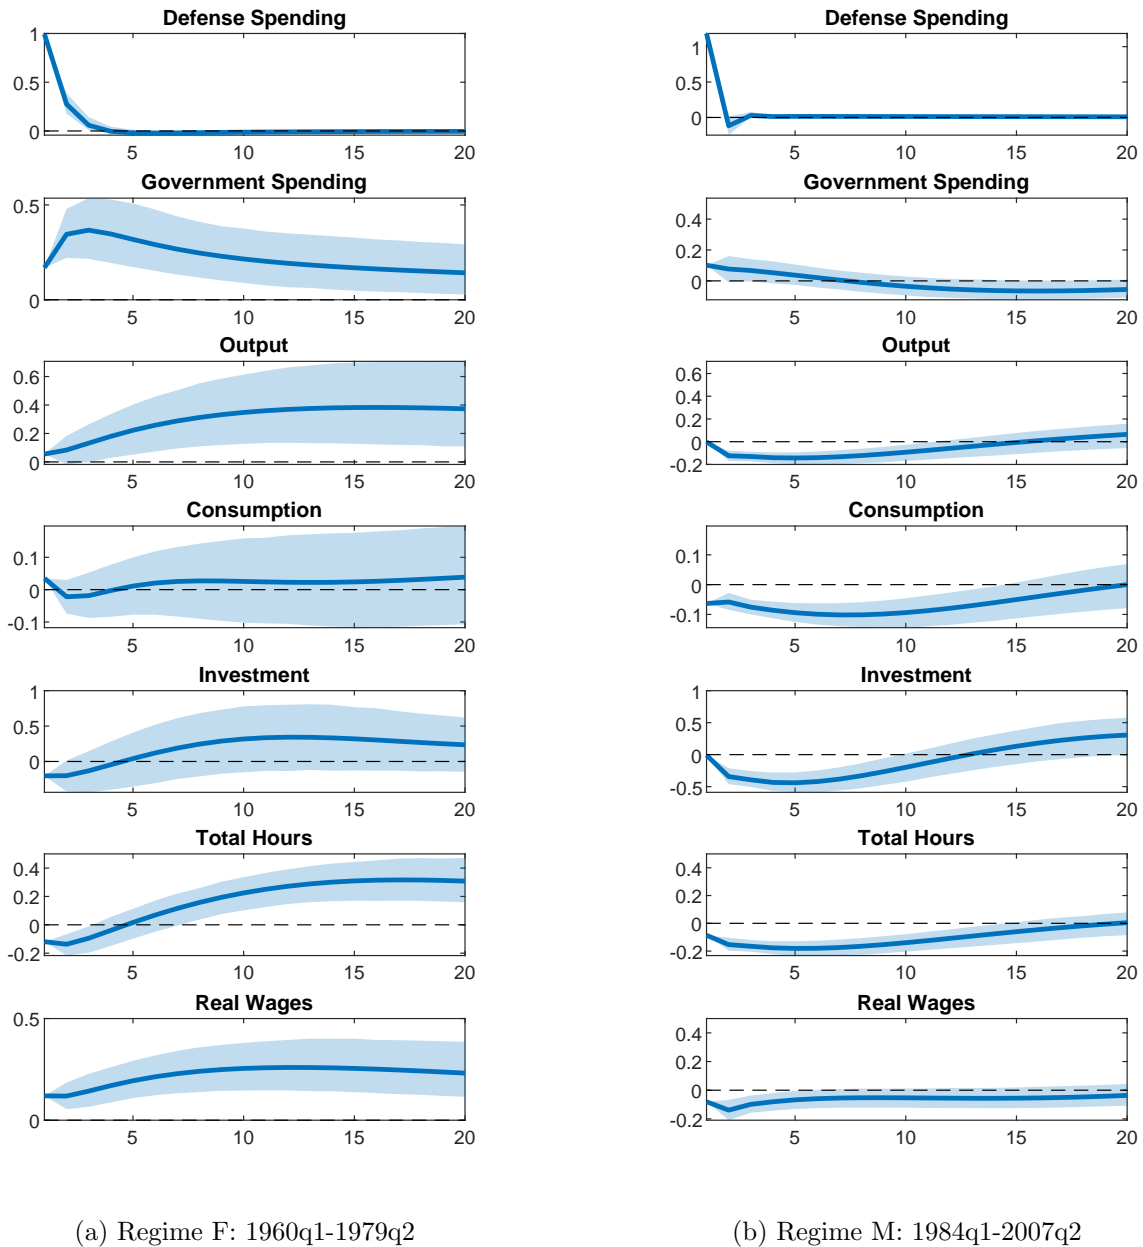 Defense Spending
1
0.5
0
5 10 15 20
Government Spending
0.5
0
5 10 15 20
Output
0.6
0.4
0.2
0
5 10 15 20
Consumption
0.1
0
-0.1
5 10 15 20
Investment
1
0.5
0
5 10 15 20
Total Hours
0.4
0.2
0
-0.2
5 10 15 20
Real Wages
0.5
0
5 10 15 20
(a) Regime F: 1960q1-1979q2
Defense Spending
1
0.5
0
5 10 15 20
Government Spending
0.4
0.2
0
5 10 15 20
Output
0.6
0.4
0.2
0
-0.2
5 10 15 20
Consumption
0.1
0
-0.1
5 10 15 20
Investment
1
0.5
0
-0.5
5 10 15 20
Total Hours
0.4
0.2
0
-0.2
5 10 15 20
Real Wages
0.4
0.2
0
-0.2
5 10 15 20
(b) Regime M: 1984q1-2007q2